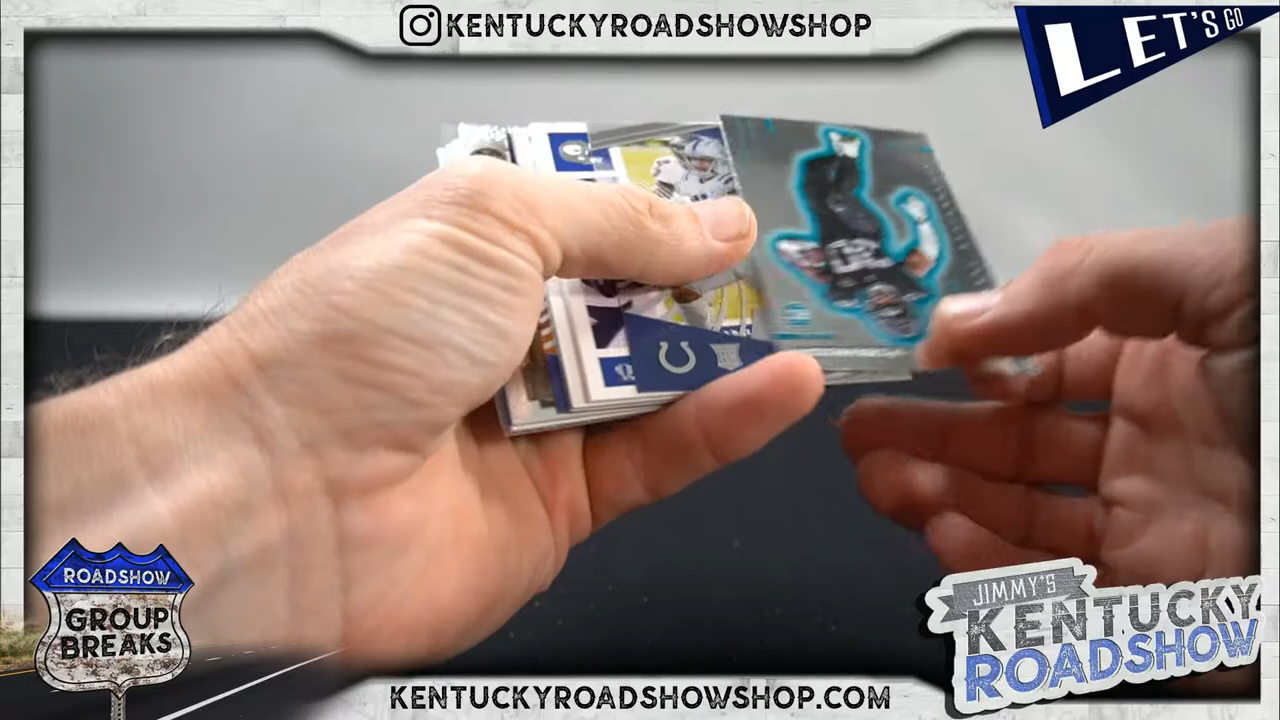 KENTUCKYROADSHOWSHOP
LET'S GO
ROADSHOW
GROUP
BREAKS
JIMMY'S
KENTUCKY
ROADSHOW
KENTUCKYROADSHOWSHOP.COM